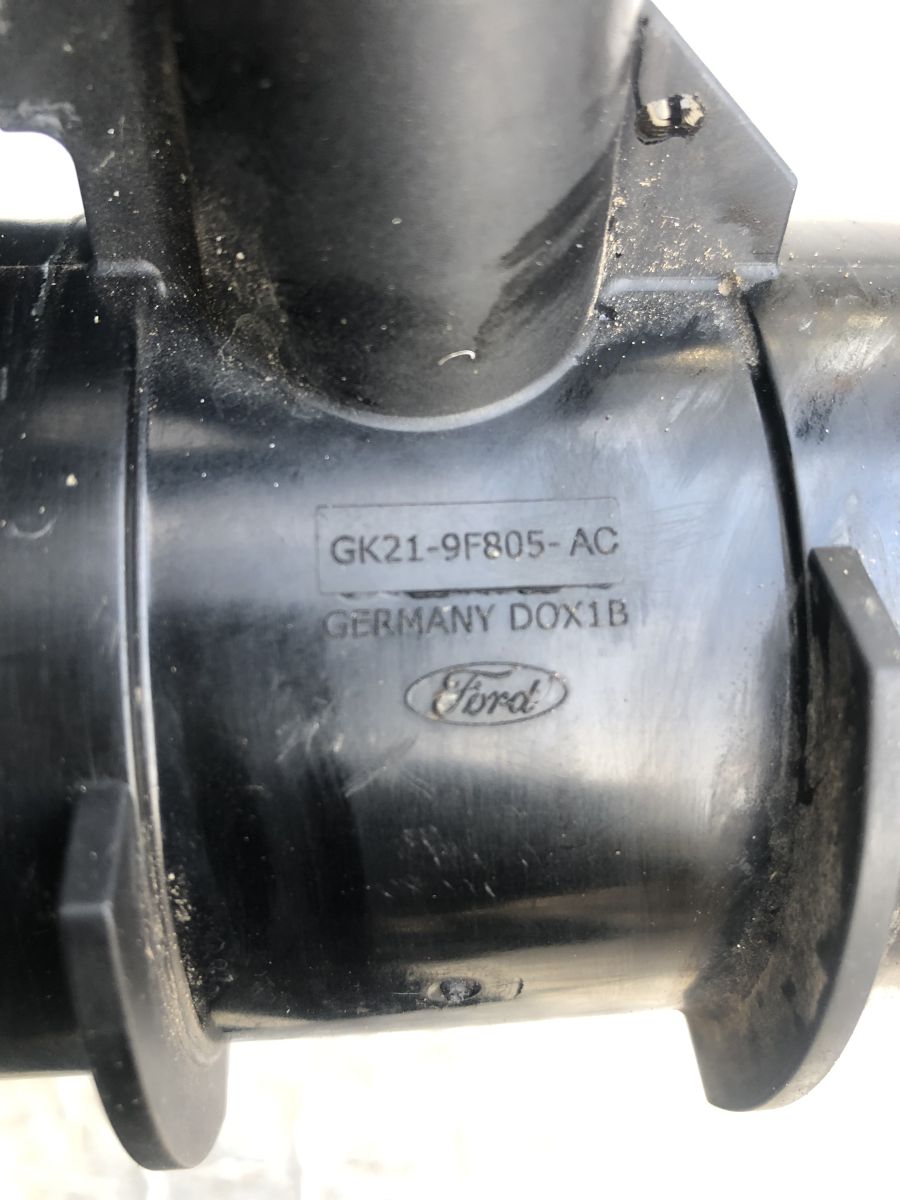 GK21-9F805- AC
GERMANY DOX1B
Ford